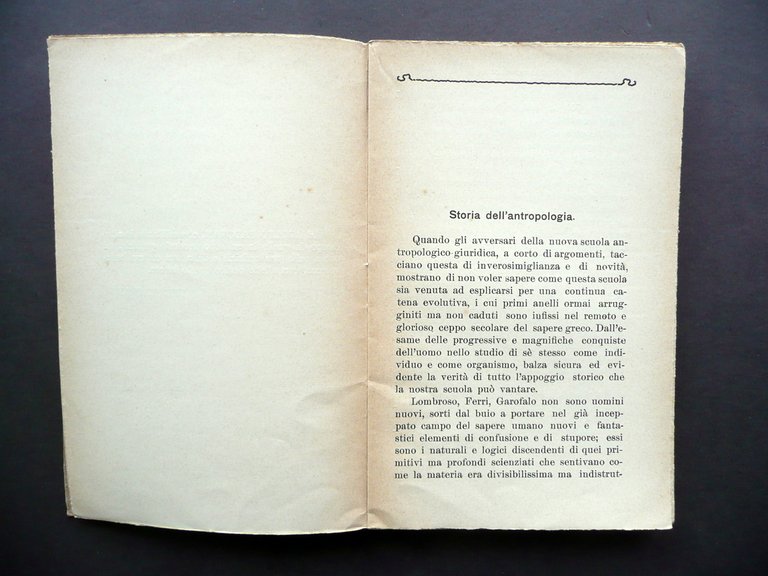 Storia dell'antropologia.
Quando gli avversari della nuova scuola an-
tropologico-giuridica, a corto di argomenti, tac-
ciano questa di inverosimiglianza e di novità,
mostrano di non voler sapere come questa scuola
sia venuta ad esplicarsi per una continua ca-
tena evolutiva, i cui primi anelli ormai arrug-
giniti ma non caduti sono infissi nel remoto e
glorioso ceppo secolare del sapere greco. Dall'e-
same delle progressive e magnifiche conquiste
dell'uomo nello studio di sè stesso come indi-
viduo e come organismo, balza sicura ed evi-
dente la verità di tutto l'appoggio storico che
la nostra scuola può vantare.
Lombroso, Ferri, Garofalo non sono uomini
nuovi, sorti dal buio a portare nel già incep-
pato campo del sapere umano nuovi e fanta-
stici elementi di confusione e di stupore; essi
sono i naturali e logici discendenti di quei pri-
mitivi ma profondi scienziati che sentivano co-
me la materia era divisibilissima ma indistrut-